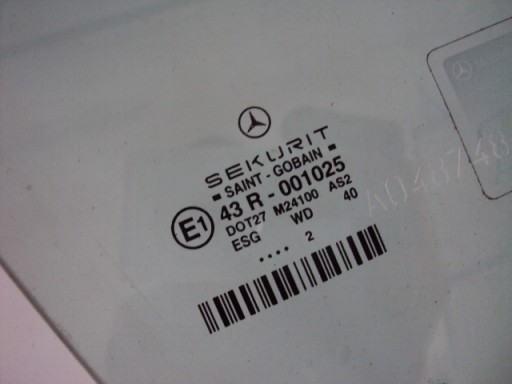 SEKURIT
SAINT - GOBAIN
43 R - 001025
E1
DOT27 M24100 AS2
ESG WD 40
.... 2